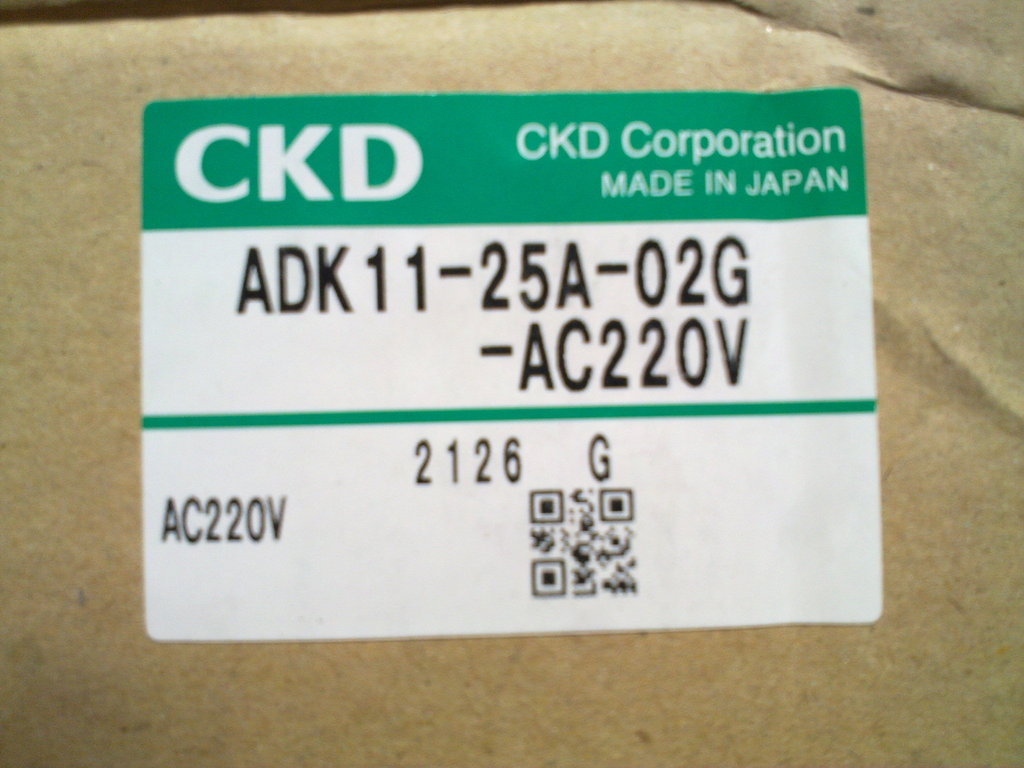 CKD
CKD Corporation
MADE IN JAPAN
ADK11-25A-02G
-AC220V
2126 G
AC220V